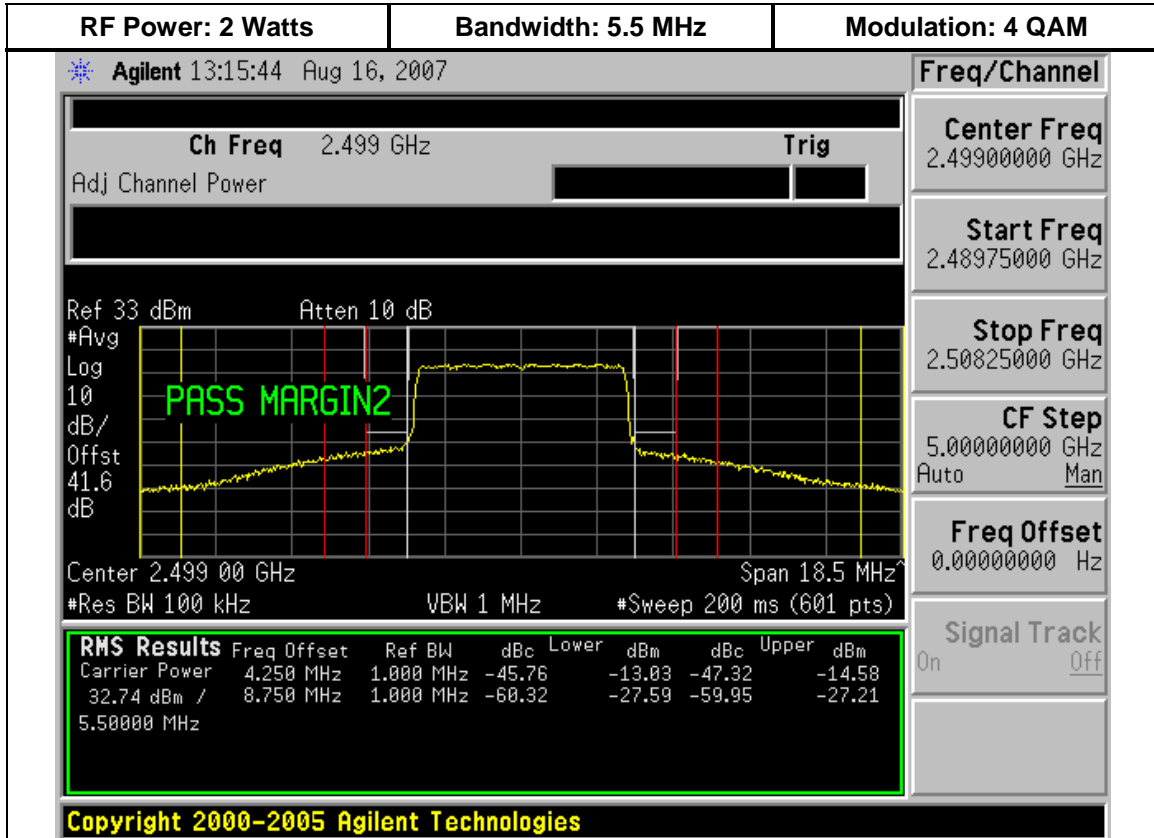 RF Power: 2 Watts Bandwidth: 5.5 MHz Modulation: 4 QAM
Agilent 13:15:44 Aug 16, 2007 Freq/Channel
Ch Freq 2.499 GHz Trig
Adj Channel Power
Center Freq
2.49900000 GHz
Start Freq
2.48975000 GHz
Stop Freq
2.50825000 GHz
CF Step
5.00000000 GHz
Auto Man
Freq Offset
0.00000000 Hz
Signal Track
On Off
Ref 33 dBm Atten 10 dB
#Avg
Log
10
dB/
Offst
41.6
dB
PASS MARGIN2
Center 2.499 00 GHz Span 18.5 MHz^
#Res BW 100 kHz VBW 1 MHz #Sweep 200 ms (601 pts)
RMS Results Freq Offset Ref BW dBc Lower dBm dBc Upper dBm
Carrier Power 4.250 MHz 1.000 MHz -45.76 -13.03 -47.32 -14.58
32.74 dBm / 8.750 MHz 1.000 MHz -60.32 -27.59 -59.95 -27.21
5.50000 MHz
Copyright 2000-2005 Agilent Technologies